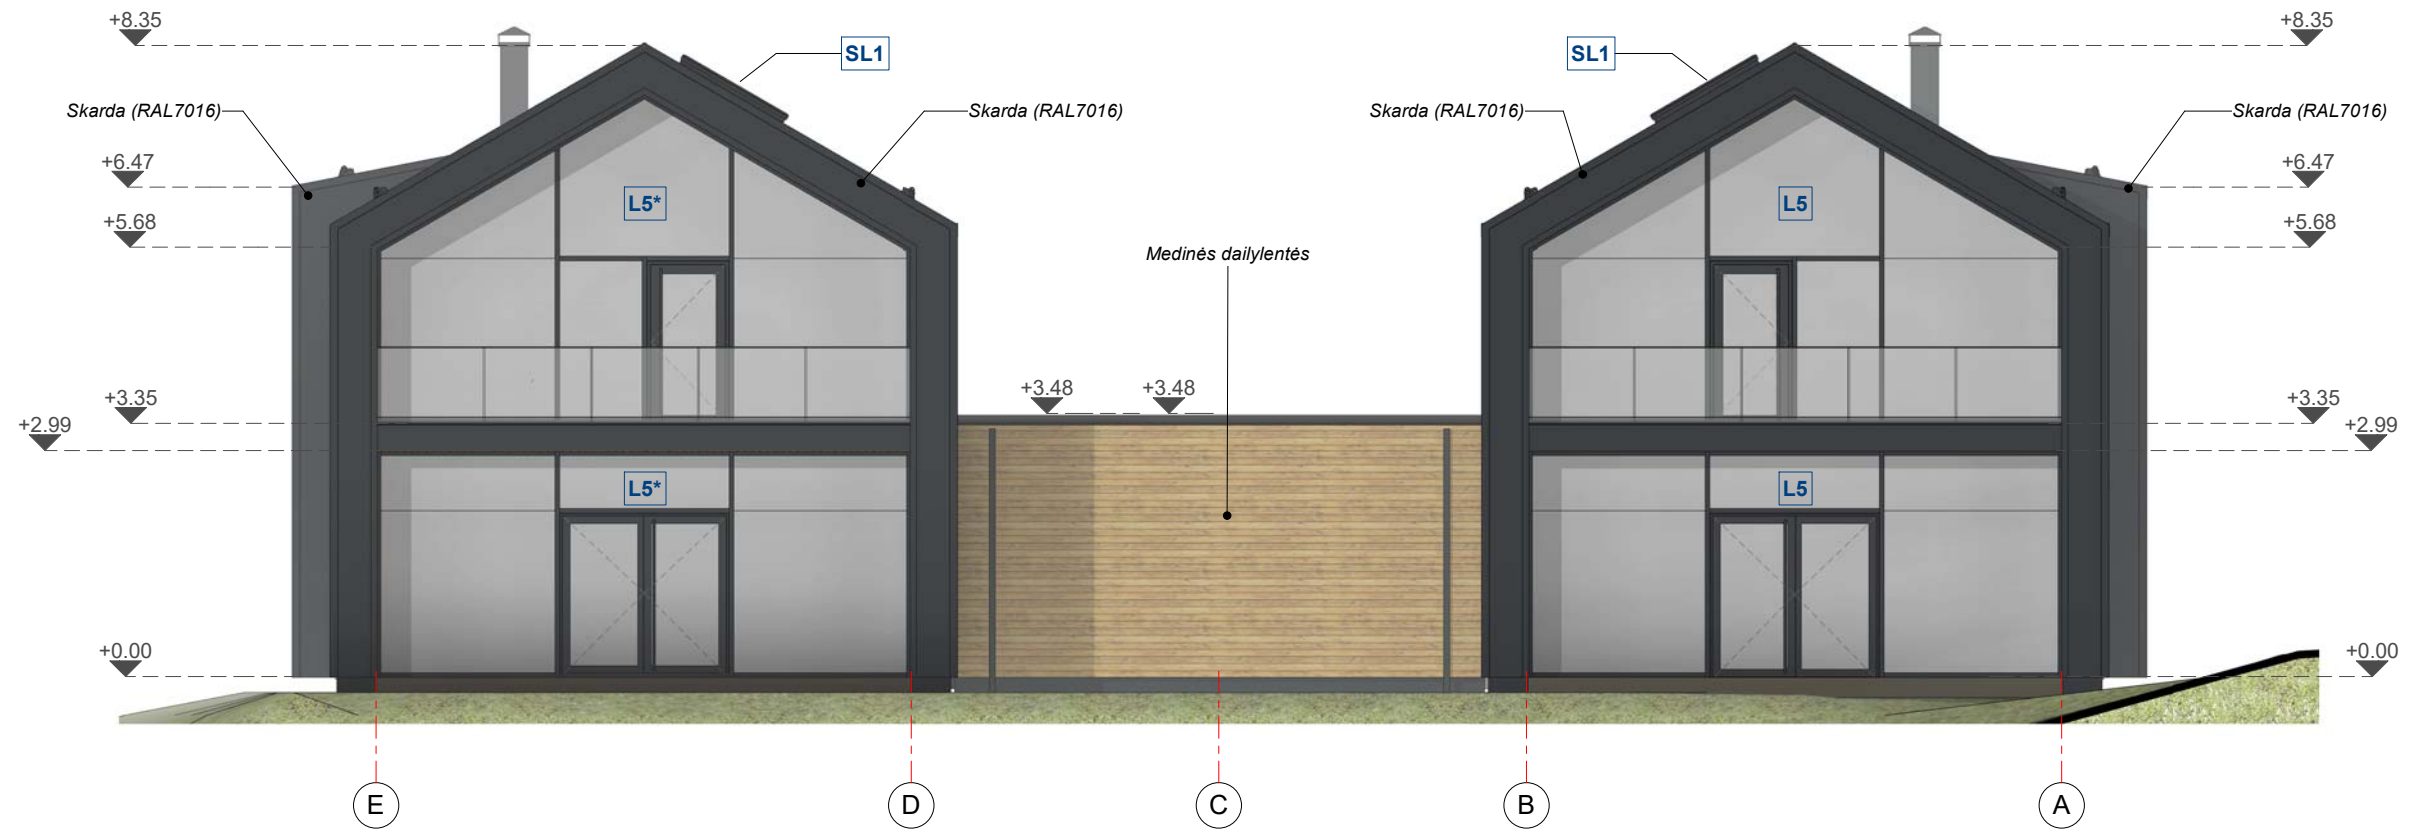 +8.35
+8.35
SL1
SL1
Skarda (RAL7016)
Skarda (RAL7016)
Skarda (RAL7016)
Skarda (RAL7016)
+6.47
+6.47
L5*
L5
+5.68
+5.68
Medinės dailylentės
+3.48
+3.48
+3.35
+3.35
+2.99
+2.99
L5*
L5
+0.00
+0.00
E
D
C
B
A